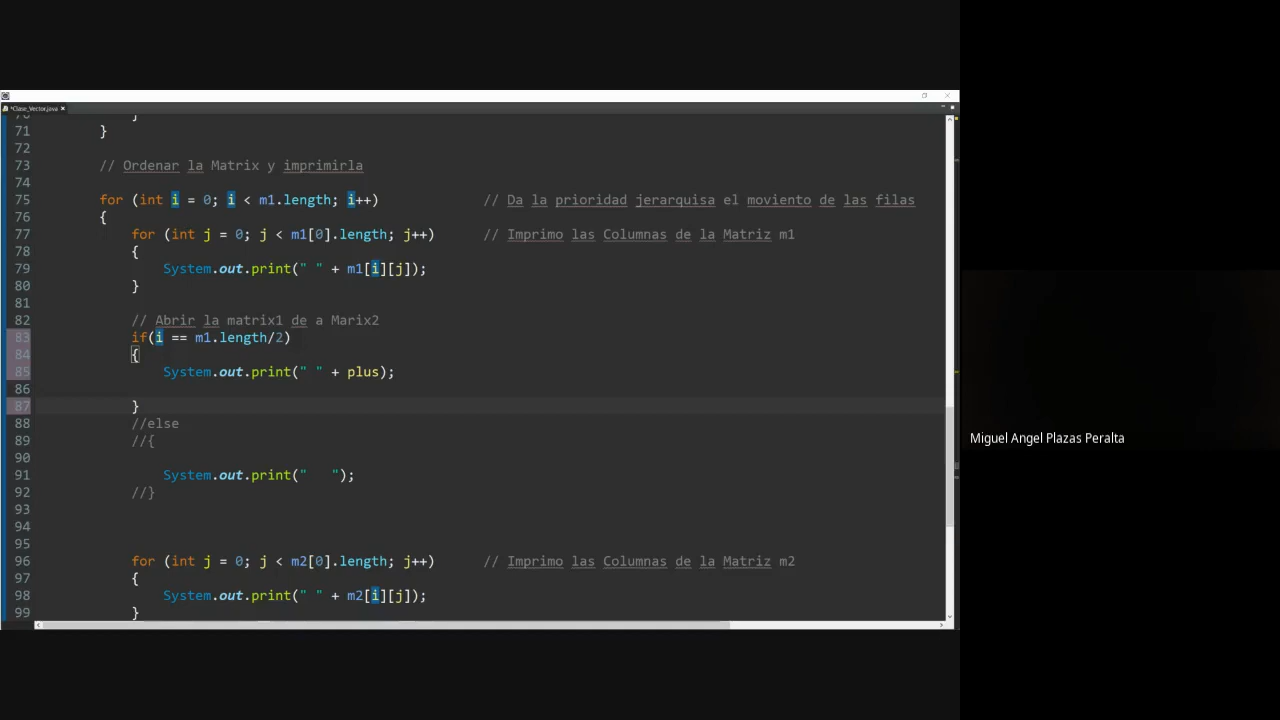 *Clase_Vector.java
70 }
71 }
72
73 // Ordenar la Matrix y imprimirla
74
75 for (int i = 0; i < m1.length; i++) // Da la prioridad jerarquisa el moviento de las filas
76 {
77 for (int j = 0; j < m1[0].length; j++) // Imprimo las Columnas de la Matriz m1
78 {
79 System.out.print(" " + m1[i][j]);
80 }
81
82 // Abrir la matrix1 de a Marix2
83 if(i == m1.length/2)
84 {
85 System.out.print(" " + plus);
86
87 }
88 //else
89 //{
90
91 System.out.print("   ");
92 //}
93
94
95
96 for (int j = 0; j < m2[0].length; j++) // Imprimo las Columnas de la Matriz m2
97 {
98 System.out.print(" " + m2[i][j]);
99 }
Miguel Angel Plazas Peralta